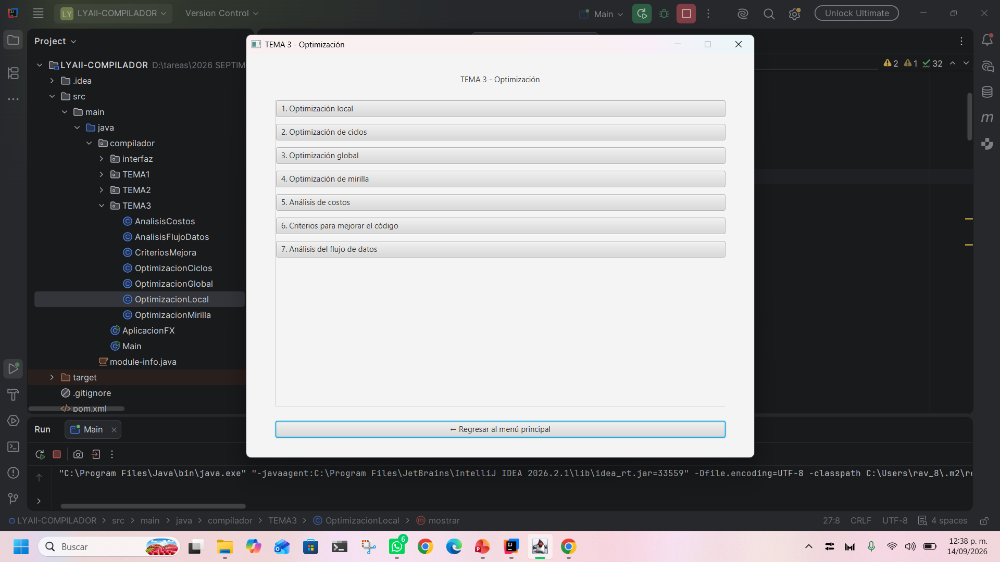 LY LYAII-COMPILADOR Version Control Main Unlock Ultimate
Project
LYAII-COMPILADOR D:\tareas\2026 SEPTIM
.idea
src
main
java
compilador
interfaz
TEMA1
TEMA2
TEMA3
AnalisisCostos
AnalisisFlujoDatos
CriteriosMejora
OptimizacionCiclos
OptimizacionGlobal
OptimizacionLocal
OptimizacionMirilla
AplicacionFX
Main
module-info.java
target
.gitignore
pom.xml
2 1 32
TEMA 3 - Optimización
TEMA 3 - Optimización
1. Optimización local
2. Optimización de ciclos
3. Optimización global
4. Optimización de mirilla
5. Análisis de costos
6. Criterios para mejorar el código
7. Análisis del flujo de datos
← Regresar al menú principal
Run Main
"C:\Program Files\Java\bin\java.exe" "-javaagent:C:\Program Files\JetBrains\IntelliJ IDEA 2026.2.1\lib\idea_rt.jar=33559" -Dfile.encoding=UTF-8 -classpath C:\Users\rav_8\.m2\re
LYAII-COMPILADOR > src > main > java > compilador > TEMA3 > OptimizacionLocal > mostrar
27:8 CRLF UTF-8 4 spaces
Buscar
6
12:38 p. m.
14/09/2026